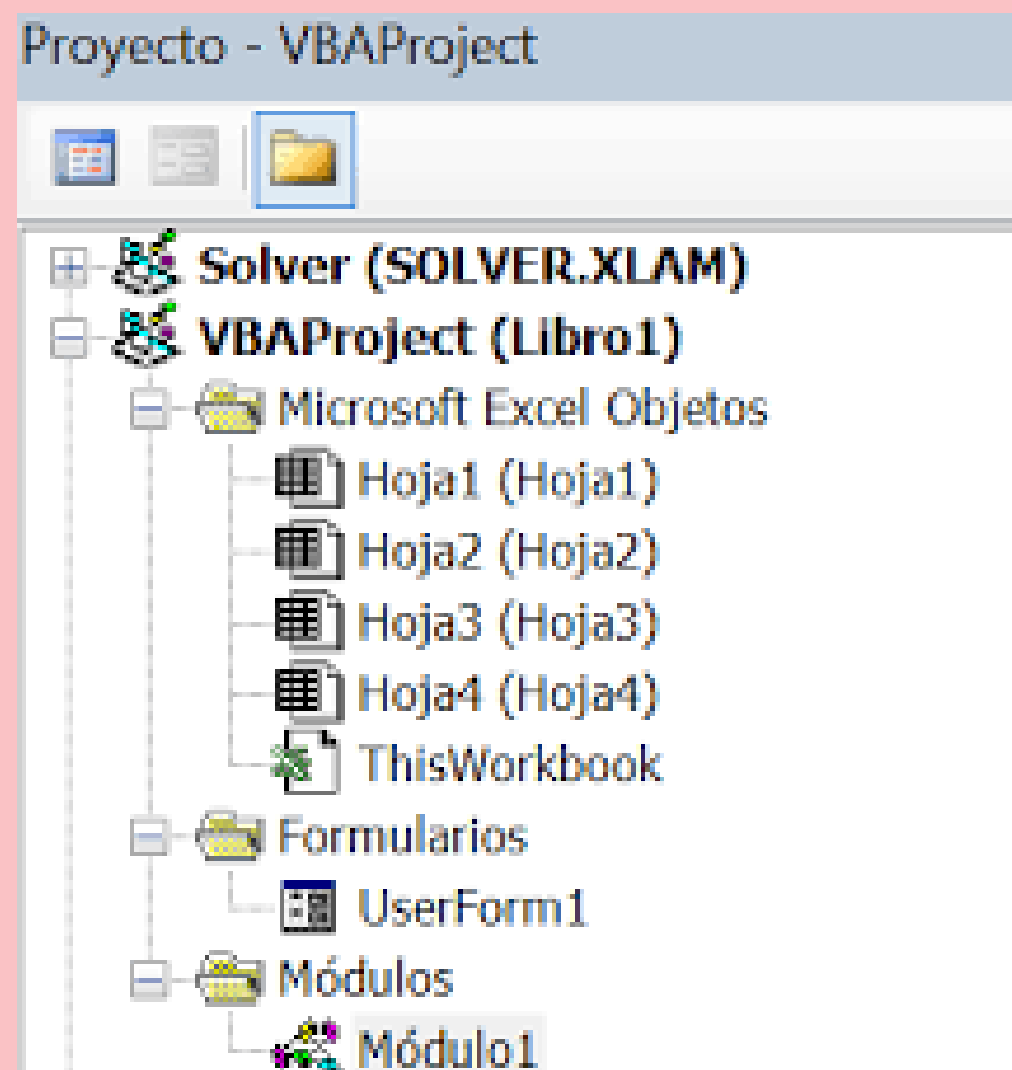 Proyecto - VBAProject
Solver (SOLVER.XLAM)
VBAProject (Libro1)
Microsoft Excel Objetos
Hoja1 (Hoja1)
Hoja2 (Hoja2)
Hoja3 (Hoja3)
Hoja4 (Hoja4)
ThisWorkbook
Formularios
UserForm1
Módulos
Módulo1